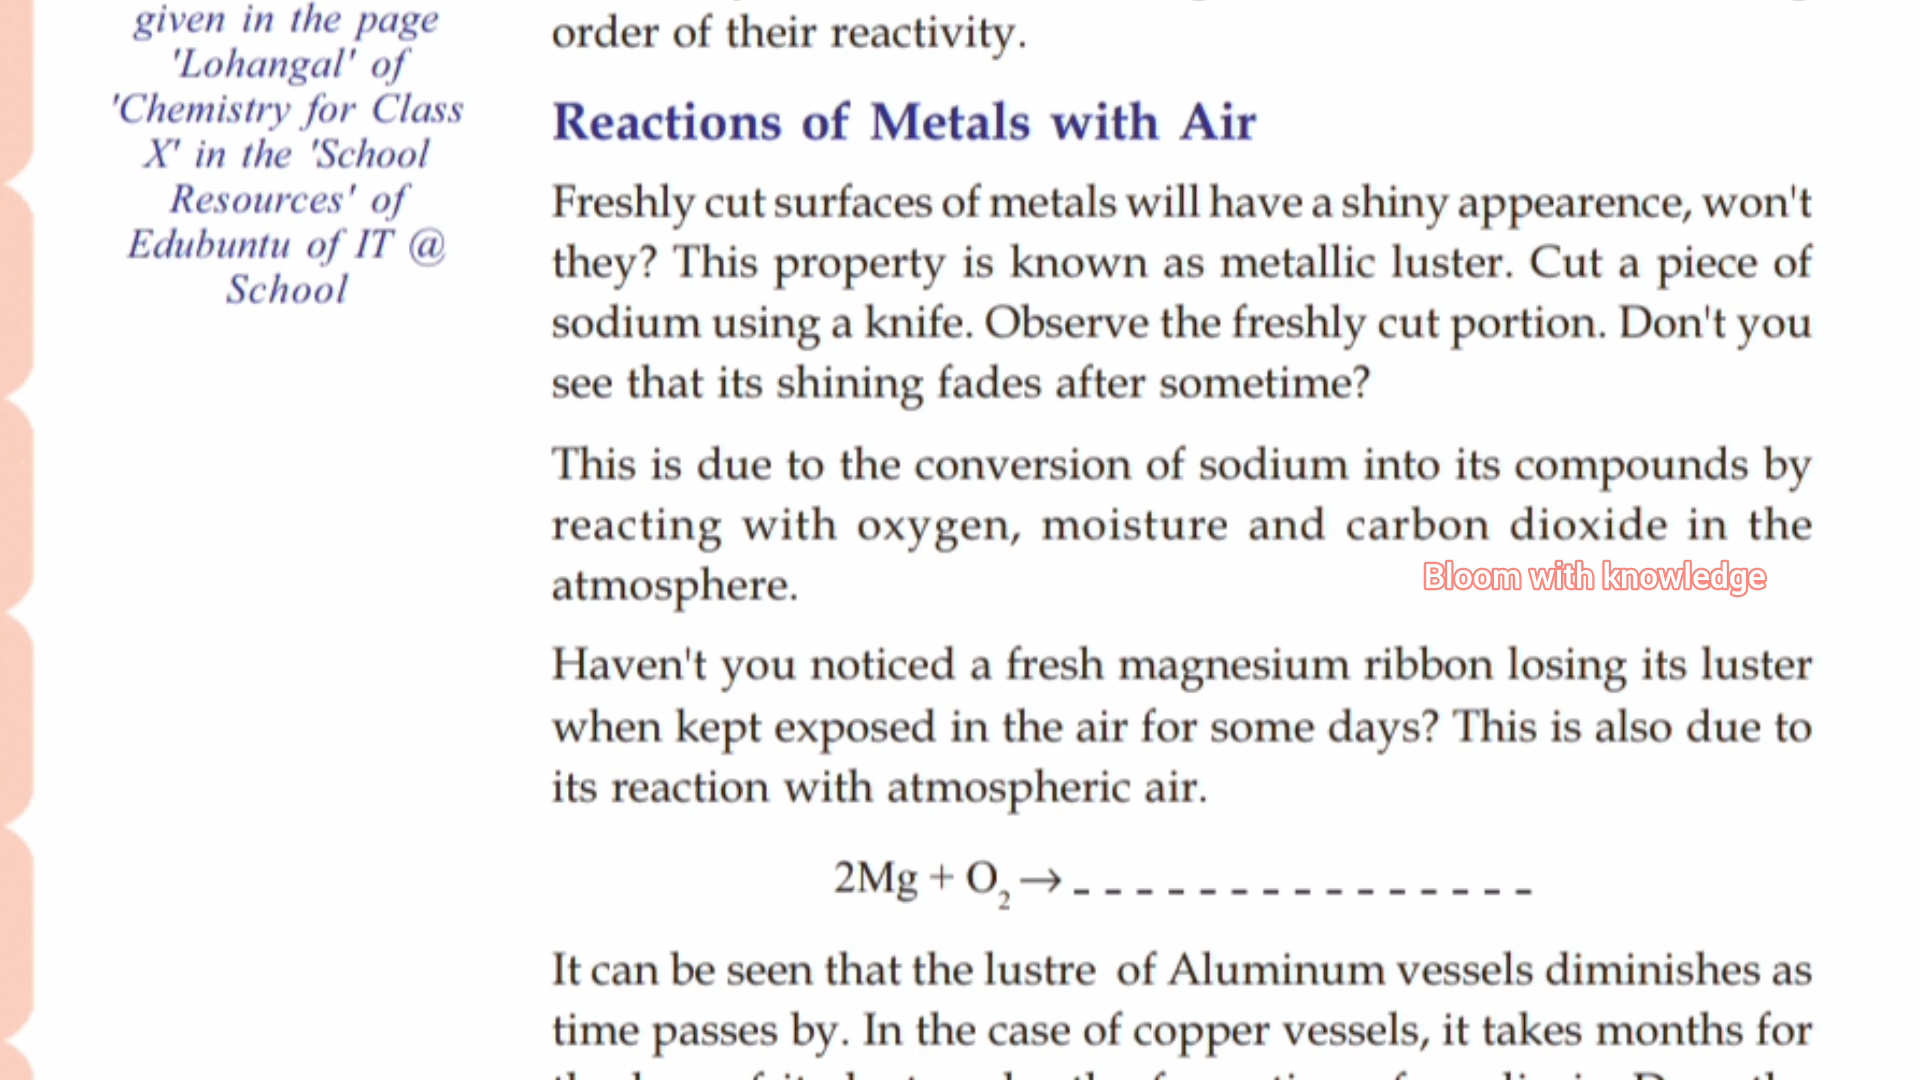 given in the page
'Lohangal' of
'Chemistry for Class
X' in the 'School
Resources' of
Edubuntu of IT @
School
order of their reactivity.
Reactions of Metals with Air
Freshly cut surfaces of metals will have a shiny appearence, won't
they? This property is known as metallic luster. Cut a piece of
sodium using a knife. Observe the freshly cut portion. Don't you
see that its shining fades after sometime?
This is due to the conversion of sodium into its compounds by
reacting with oxygen, moisture and carbon dioxide in the
atmosphere.
Bloom with knowledge
Haven't you noticed a fresh magnesium ribbon losing its luster
when kept exposed in the air for some days? This is also due to
its reaction with atmospheric air.
2Mg + O₂ → _ _ _ _ _ _ _ _ _ _ _ _ _ _ _
It can be seen that the lustre of Aluminum vessels diminishes as
time passes by. In the case of copper vessels, it takes months for